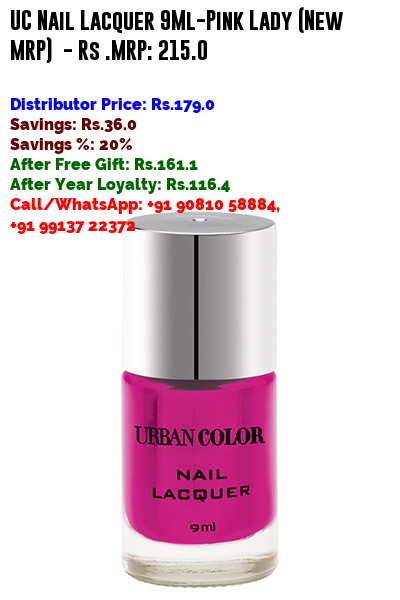 UC Nail Lacquer 9Ml-Pink Lady (New
MRP) - Rs .MRP: 215.0
Distributor Price: Rs.179.0
Savings: Rs.36.0
Savings %: 20%
After Free Gift: Rs.161.1
After Year Loyalty: Rs.116.4
Call/WhatsApp: +91 90810 58884,
+91 99137 22372
URBAN COLOR
NAIL
LACQUER
9ml